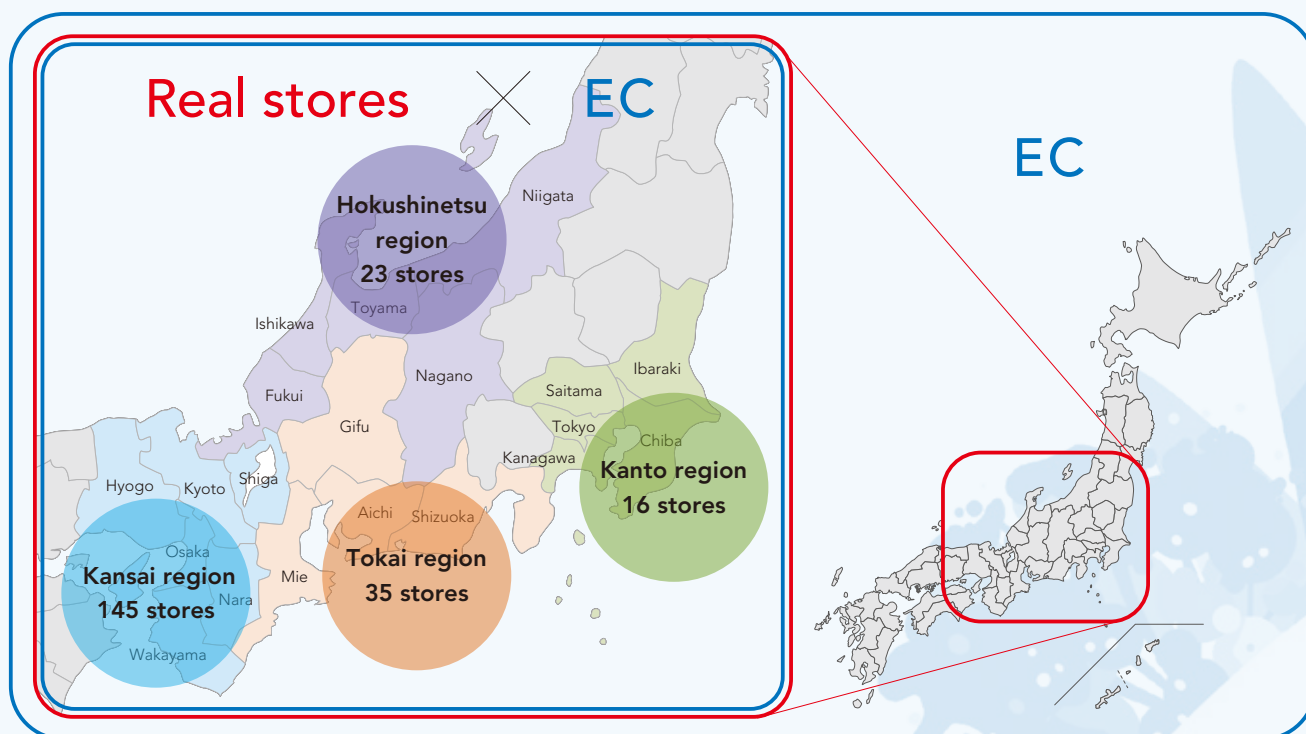 Real stores × EC
EC
Hokushinetsu
region
23 stores
Niigata
Toyama
Ishikawa
Nagano
Fukui
Gifu
Ibaraki
Saitama
Tokyo
Chiba
Kanagawa
Kanto region
16 stores
Shiga
Hyogo
Kyoto
Aichi
Shizuoka
Tokai region
35 stores
Mie
Osaka
Kansai region
145 stores
Nara
Wakayama